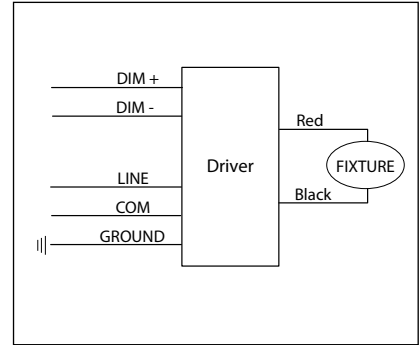 DIM +
DIM -
LINE
COM
GROUND
Driver
Red
FIXTURE
Black